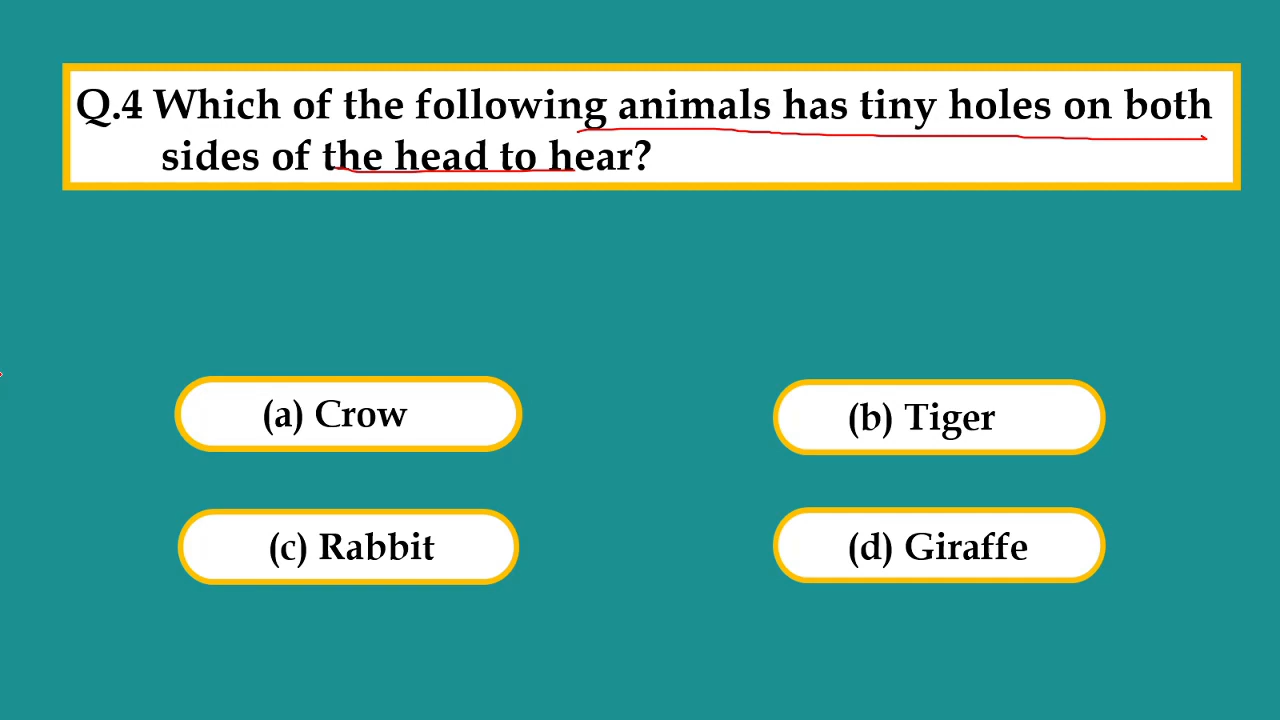 Q.4 Which of the following animals has tiny holes on both
sides of the head to hear?
(a) Crow
(b) Tiger
(c) Rabbit
(d) Giraffe